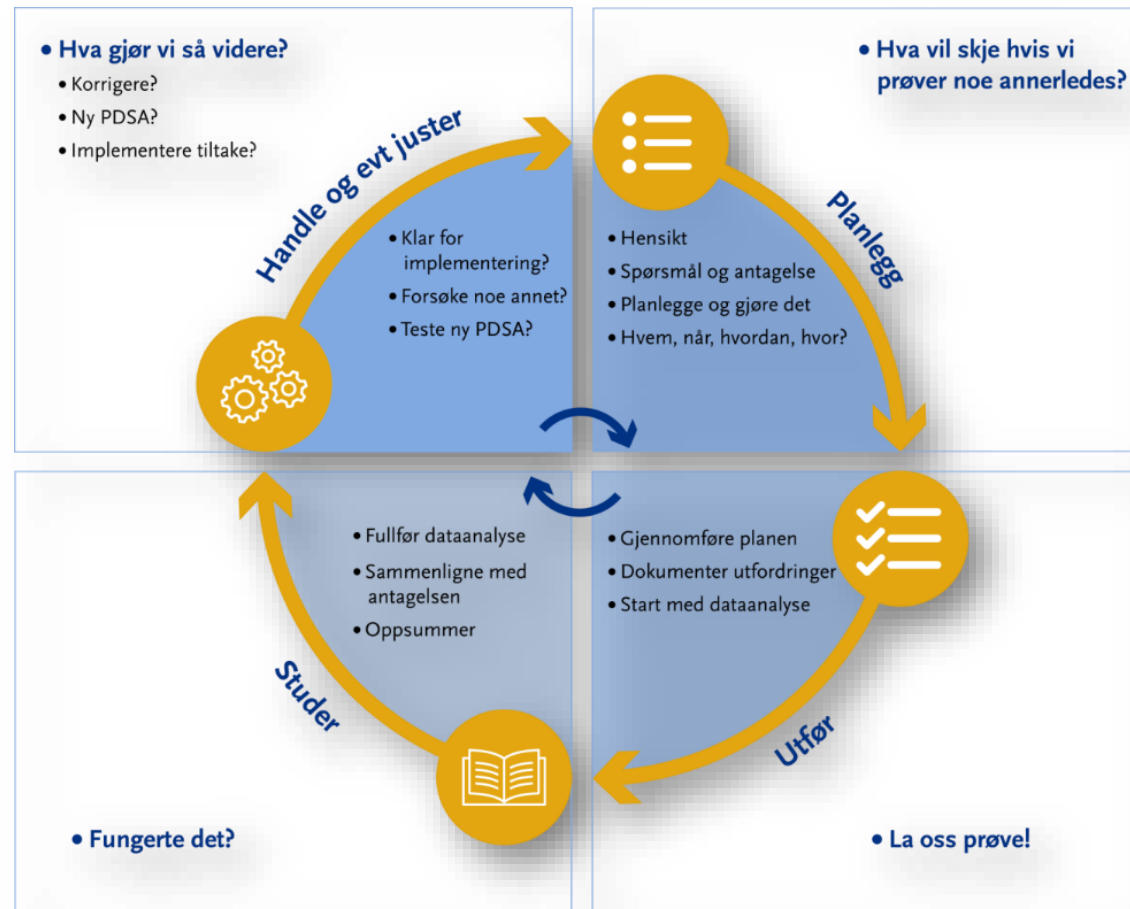 • Hva gjør vi så videre?
• Korrigere?
• Ny PDSA?
• Implementere tiltake?
Handle og evt juster
• Klar for
implementering?
• Forsøke noe annet?
• Teste ny PDSA?
• Hva vil skje hvis vi
prøver noe annerledes?
Planlegg
• Hensikt
• Spørsmål og antagelse
• Planlegge og gjøre det
• Hvem, når, hvordan, hvor?
• Gjennomføre planen
• Dokumenter utfordringer
• Start med dataanalyse
Utfør
• La oss prøve!
• Fullfør dataanalyse
• Sammenligne med
antagelsen
• Oppsummer
Studer
• Fungerte det?